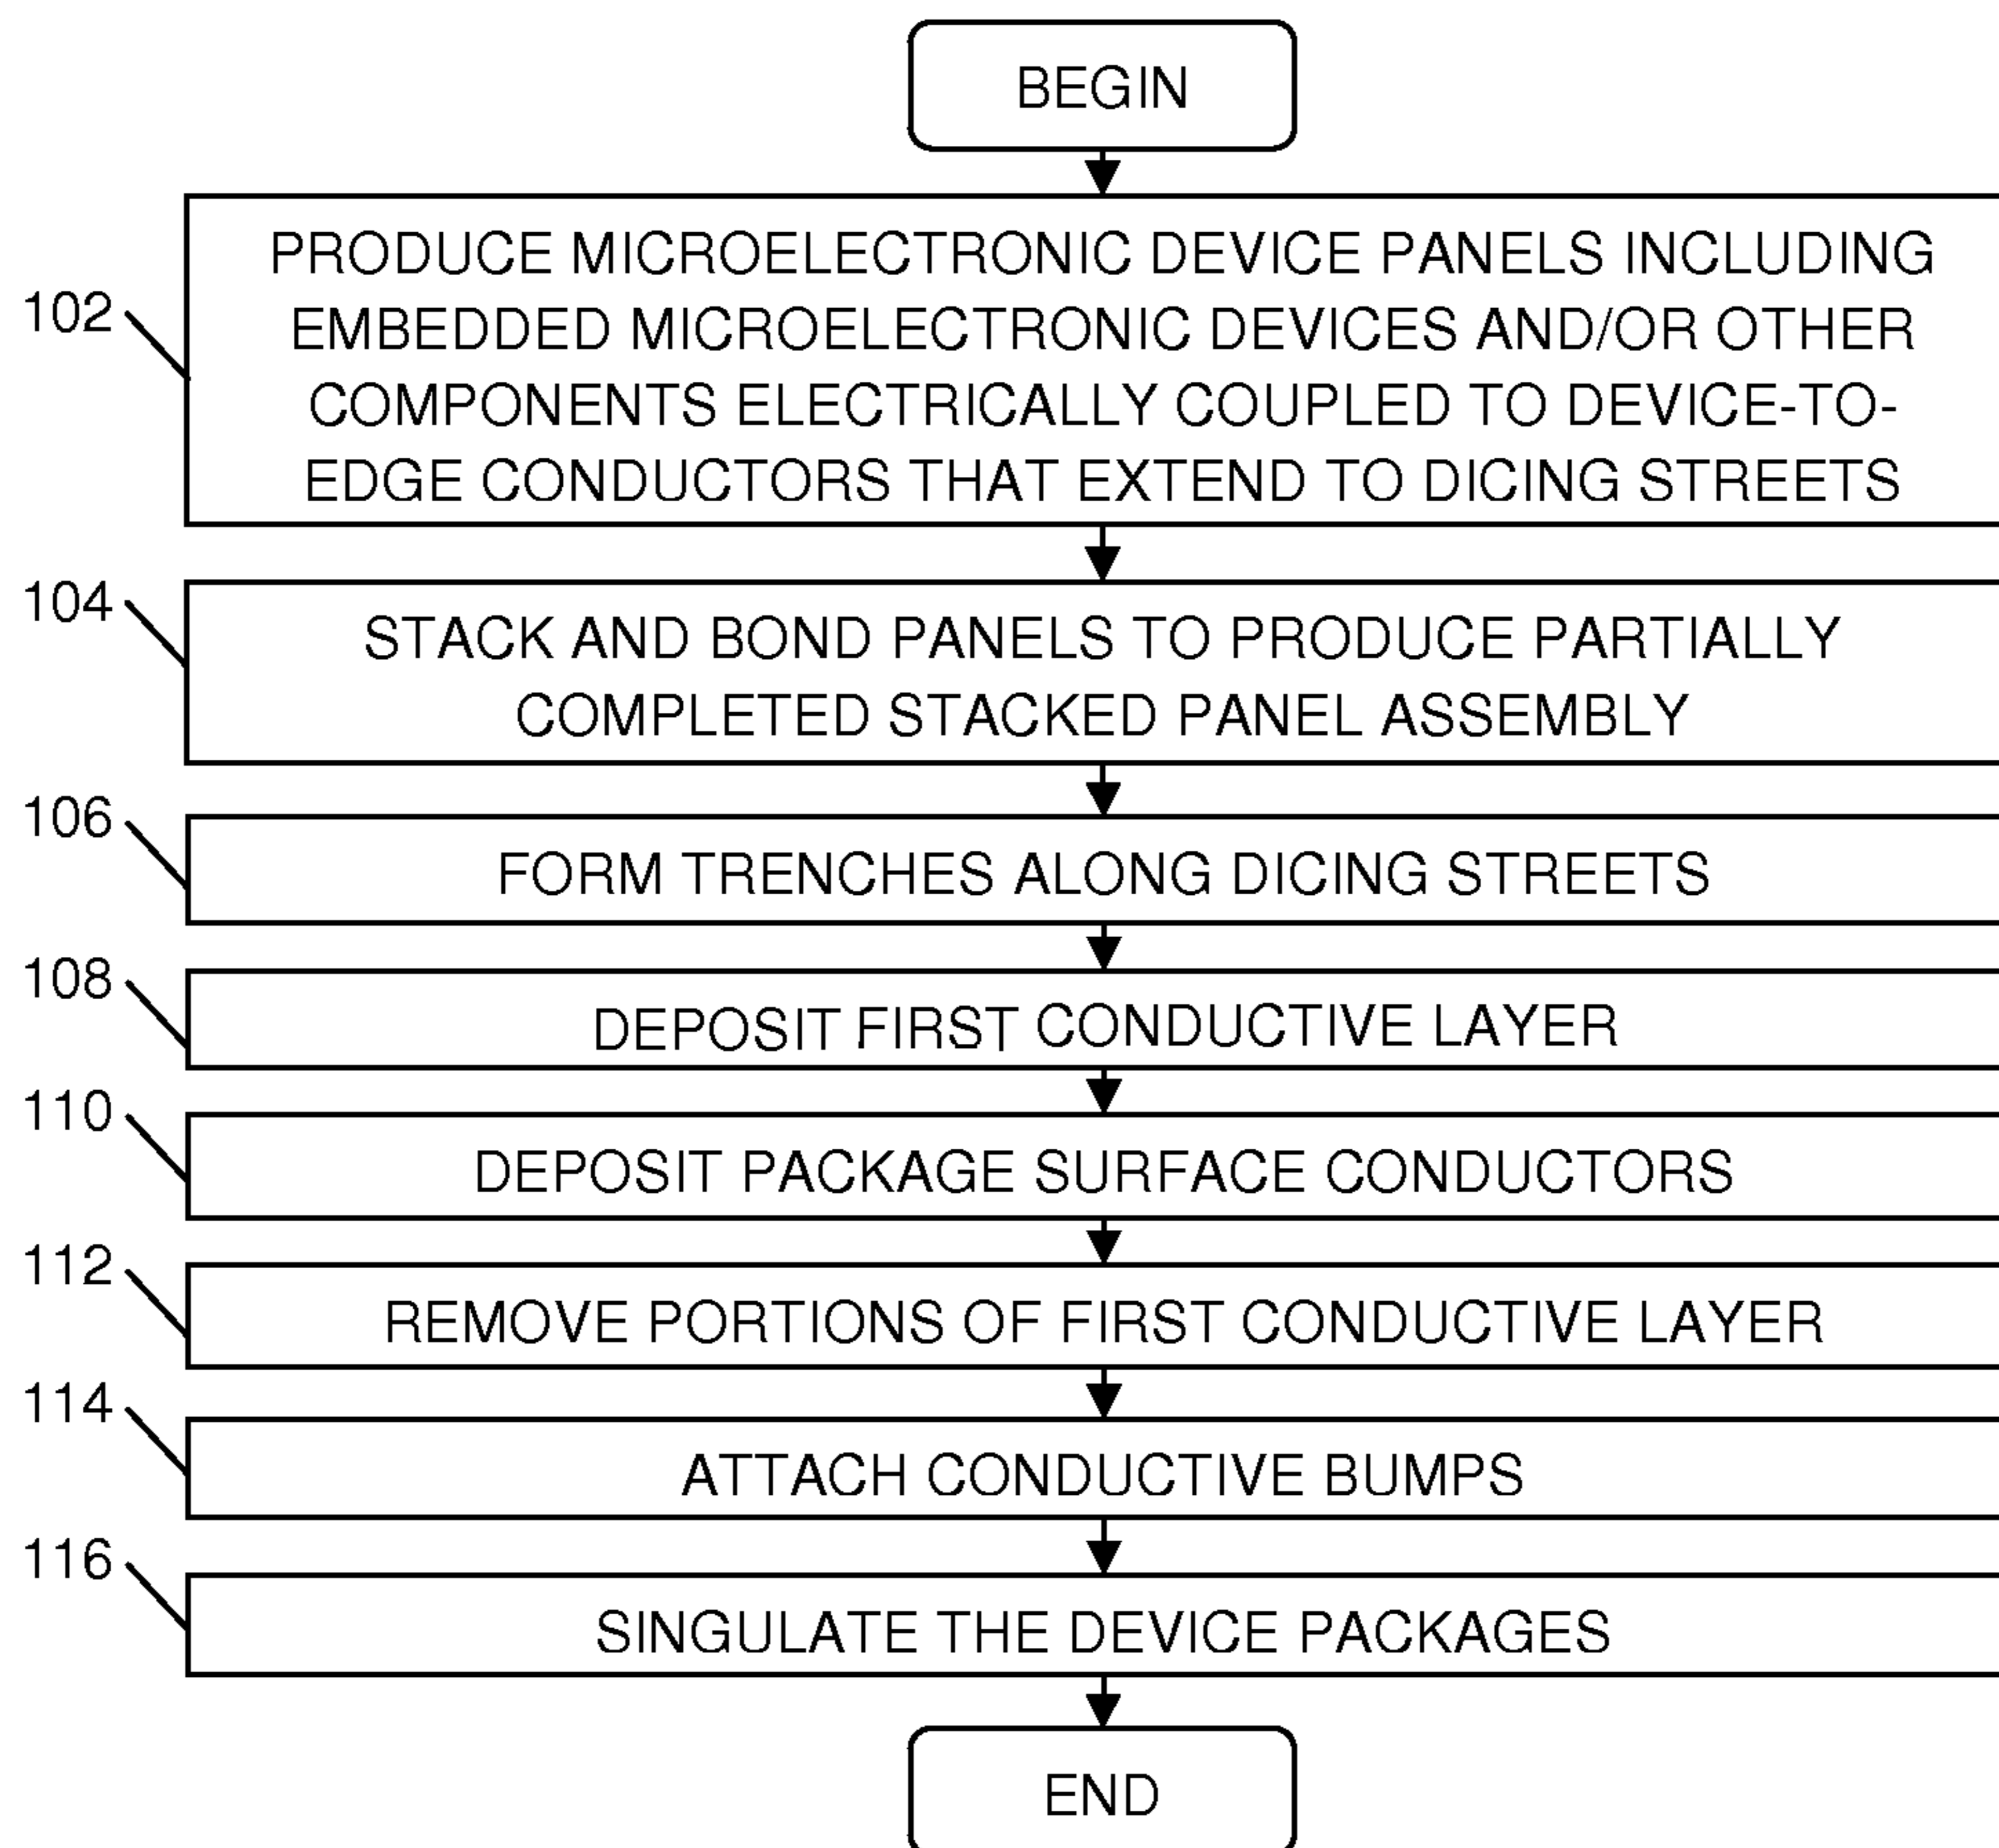 BEGIN
102
PRODUCE MICROELECTRONIC DEVICE PANELS INCLUDING
EMBEDDED MICROELECTRONIC DEVICES AND/OR OTHER
COMPONENTS ELECTRICALLY COUPLED TO DEVICE-TO-
EDGE CONDUCTORS THAT EXTEND TO DICING STREETS
104
STACK AND BOND PANELS TO PRODUCE PARTIALLY
COMPLETED STACKED PANEL ASSEMBLY
106
FORM TRENCHES ALONG DICING STREETS
108
DEPOSIT FIRST CONDUCTIVE LAYER
110
DEPOSIT PACKAGE SURFACE CONDUCTORS
112
REMOVE PORTIONS OF FIRST CONDUCTIVE LAYER
114
ATTACH CONDUCTIVE BUMPS
116
SINGULATE THE DEVICE PACKAGES
END